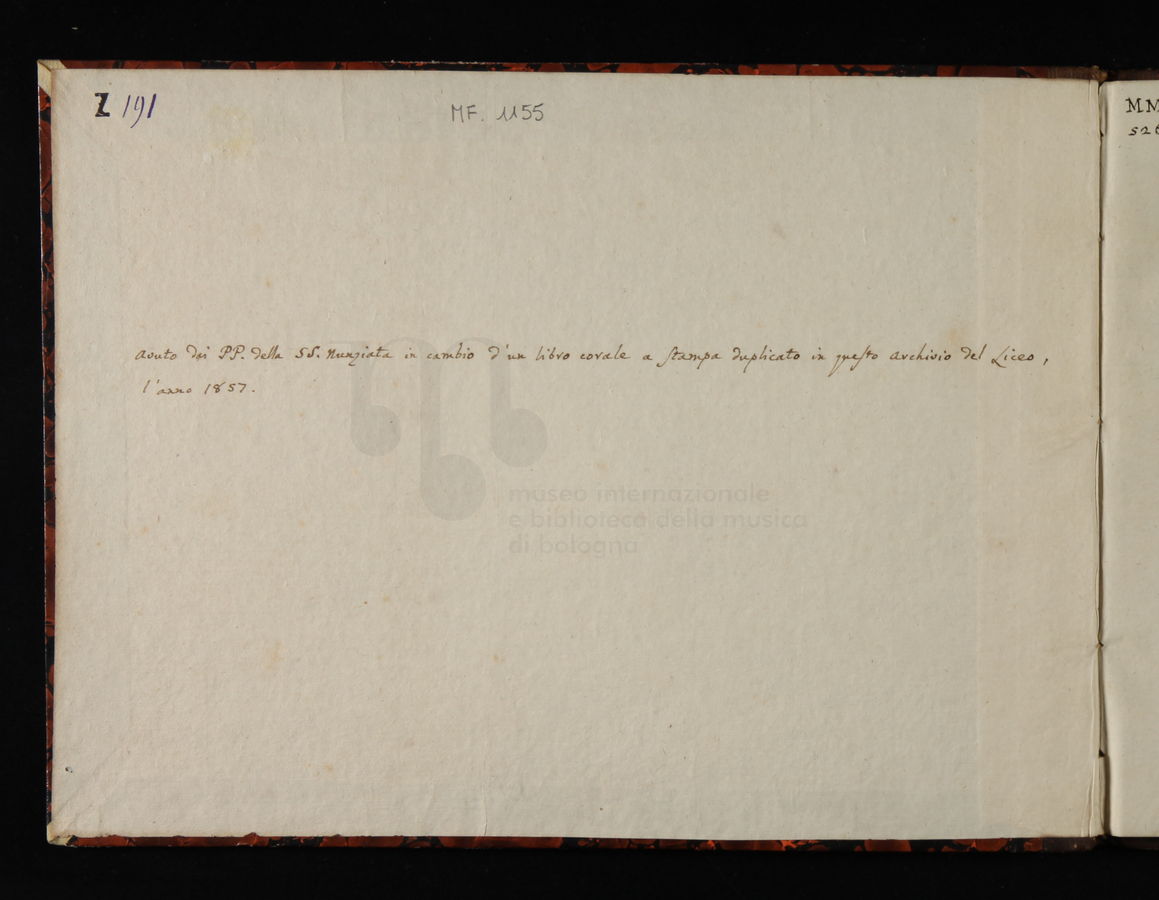 Z 191
MF. 1155
avuto dai PP. della SS. Nunziata in cambio d'un libro corale a stampa duplicato in questo archivio del Liceo,
l'anno 1857.
museo internazionale
e biblioteca della musica
di bologna
MM
526